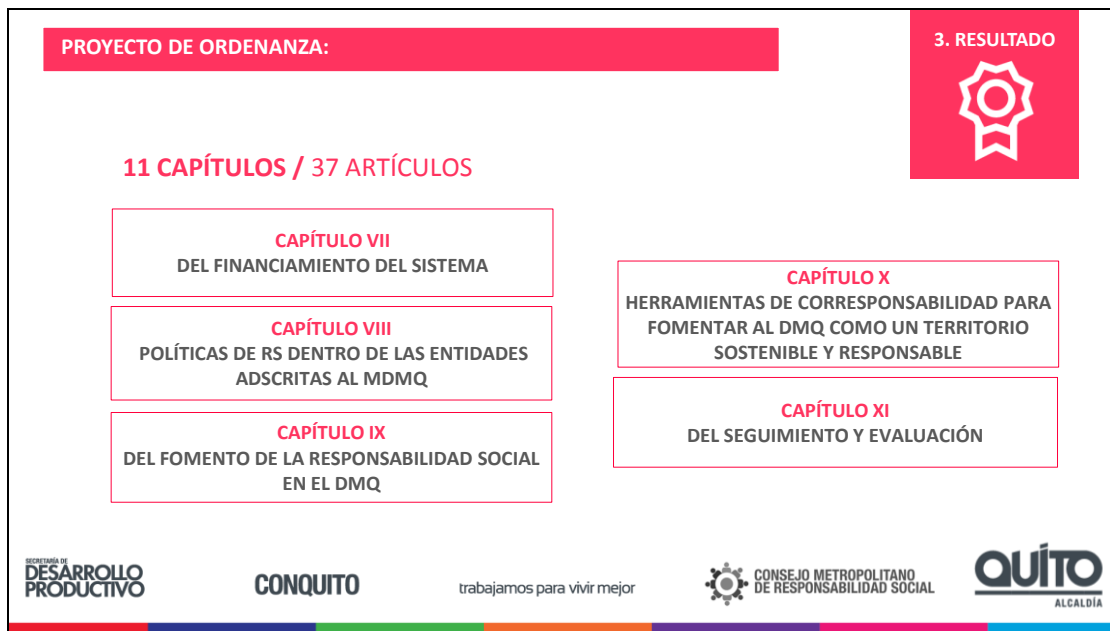 PROYECTO DE ORDENANZA:
3. RESULTADO
11 CAPÍTULOS / 37 ARTÍCULOS
CAPÍTULO VII
DEL FINANCIAMIENTO DEL SISTEMA
CAPÍTULO VIII
POLÍTICAS DE RS DENTRO DE LAS ENTIDADES
ADSCRITAS AL MDMQ
CAPÍTULO IX
DEL FOMENTO DE LA RESPONSABILIDAD SOCIAL
EN EL DMQ
CAPÍTULO X
HERRAMIENTAS DE CORRESPONSABILIDAD PARA
FOMENTAR AL DMQ COMO UN TERRITORIO
SOSTENIBLE Y RESPONSABLE
CAPÍTULO XI
DEL SEGUIMIENTO Y EVALUACIÓN
SECRETARÍA DE
DESARROLLO
PRODUCTIVO
CONQUITO
trabajamos para vivir mejor
CONSEJO METROPOLITANO
DE RESPONSABILIDAD SOCIAL
QUÍTO
ALCALDÍA